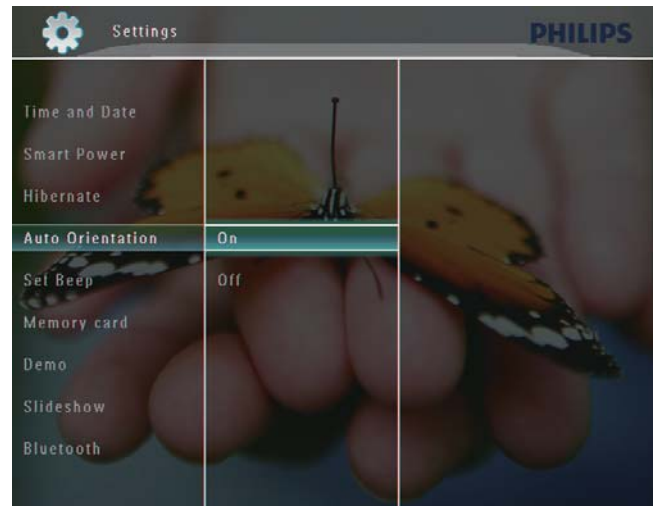 Settings
PHILIPS
Time and Date
Smart Power
Hibernate
Auto Orientation
On
Set Beep
Off
Memory card
Demo
Slideshow
Bluetooth